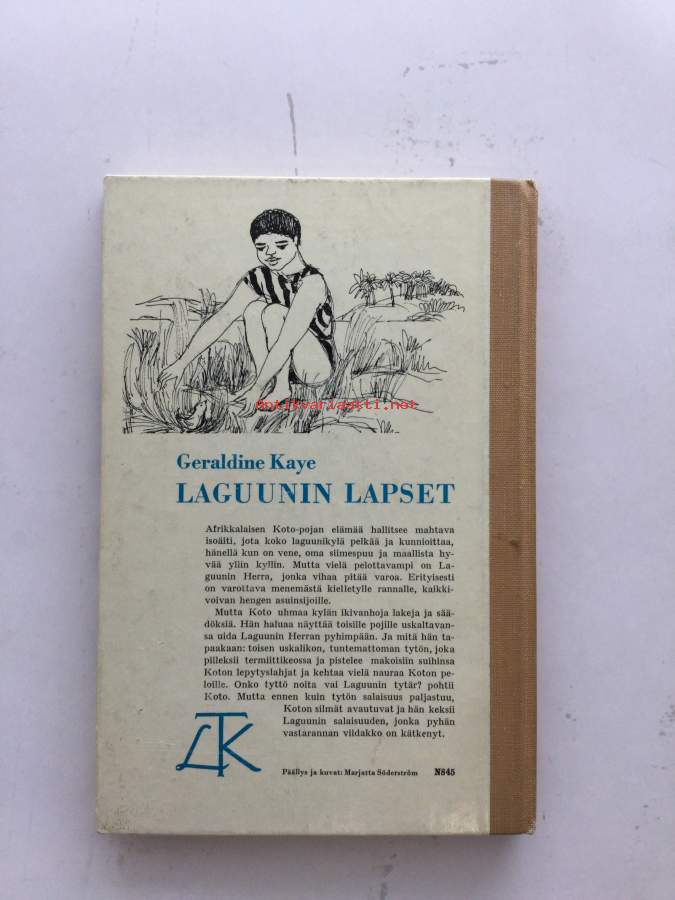 Antikvariaatti.net
Geraldine Kaye
LAGUUNIN LAPSET
Afrikkalaisen Koto-pojan elämää hallitsee mahtava
isoäiti, jota koko laguunikylä pelkää ja kunnioittaa,
hänellä kun on vene, oma siimespuu ja maallista hy-
vää yliin kyllin. Mutta vielä pelottavampi on La-
guunin Herra, jonka vihaa pitää varoa. Erityisesti
on varottava menemästä kielletylle rannalle, kaikki-
voivan hengen asuinsijoille.
Mutta Koto uhmaa kylän ikivanhoja lakeja ja sää-
döksiä. Hän haluaa näyttää toisille pojille uskaltavan-
sa uida Laguunin Herran pyhimpään. Ja mitä hän ta-
paakaan: toisen uskalikon, tuntemattoman tytön, joka
pilleksii termiittikeossa ja pistelee makoisiin suihinsa
Koton lepytyslahjat ja kehtaa vielä nauraa Koton pe-
loille. Onko tyttö noita vai Laguunin tytär? pohtii
Koto. Mutta ennen kuin tytön salaisuus paljastuu,
Koton silmät avautuvat ja hän keksii
Laguunin salaisuuden, jonka pyhän
vastarannan viidakko on kätkenyt.
LTK
Päällys ja kuvat: Marjatta Söderström N845